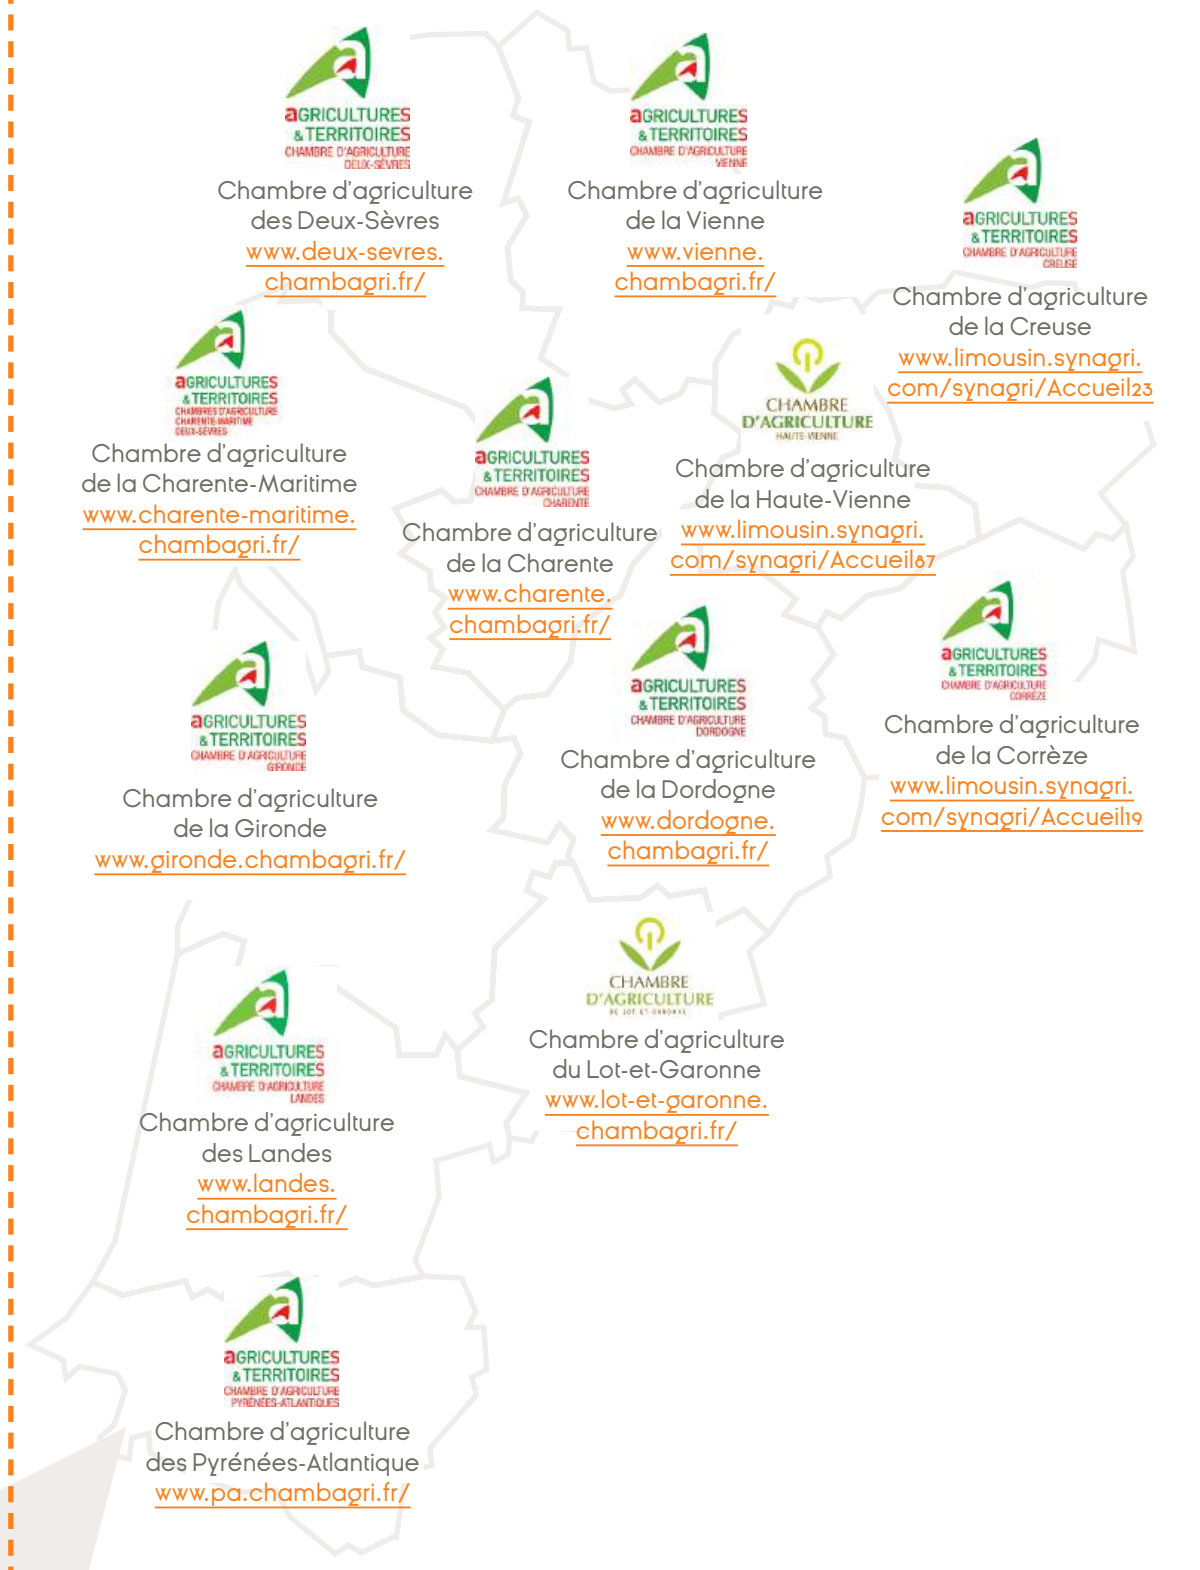 aGRICULTURES
& TERRITOIRES
CHAMBRE D'AGRICULTURE
DEUX-SÈVRES
Chambre d'agriculture
des Deux-Sèvres
www.deux-sevres.
chambagri.fr/
aGRICULTURES
& TERRITOIRES
CHAMBRE D'AGRICULTURE
VIENNE
Chambre d'agriculture
de la Vienne
www.vienne.
chambagri.fr/
aGRICULTURES
& TERRITOIRES
CHAMBRE D'AGRICULTURE
CREUSE
Chambre d'agriculture
de la Creuse
www.limousin.synagri.
com/synagri/Accueil23
aGRICULTURES
& TERRITOIRES
CHAMBRES D'AGRICULTURE
CHARENTE-MARITIME
DEUX-SÈVRES
Chambre d'agriculture
de la Charente-Maritime
www.charente-maritime.
chambagri.fr/
aGRICULTURES
& TERRITOIRES
CHAMBRE D'AGRICULTURE
CHARENTE
Chambre d'agriculture
de la Charente
www.charente.
chambagri.fr/
CHAMBRE
D'AGRICULTURE
HAUTE-VIENNE
Chambre d'agriculture
de la Haute-Vienne
www.limousin.synagri.
com/synagri/Accueil87
aGRICULTURES
& TERRITOIRES
CHAMBRE D'AGRICULTURE
GIRONDE
Chambre d'agriculture
de la Gironde
www.gironde.chambagri.fr/
aGRICULTURES
& TERRITOIRES
CHAMBRE D'AGRICULTURE
DORDOGNE
Chambre d'agriculture
de la Dordogne
www.dordogne.
chambagri.fr/
aGRICULTURES
& TERRITOIRES
CHAMBRE D'AGRICULTURE
CORRÈZE
Chambre d'agriculture
de la Corrèze
www.limousin.synagri.
com/synagri/Accueil19
CHAMBRE
D'AGRICULTURE
DE LOT-ET-GARONNE
Chambre d'agriculture
du Lot-et-Garonne
www.lot-et-garonne.
chambagri.fr/
aGRICULTURES
& TERRITOIRES
CHAMBRE D'AGRICULTURE
LANDES
Chambre d'agriculture
des Landes
www.landes.
chambagri.fr/
aGRICULTURES
& TERRITOIRES
CHAMBRE D'AGRICULTURE
PYRÉNÉES-ATLANTIQUES
Chambre d'agriculture
des Pyrénées-Atlantique
www.pa.chambagri.fr/